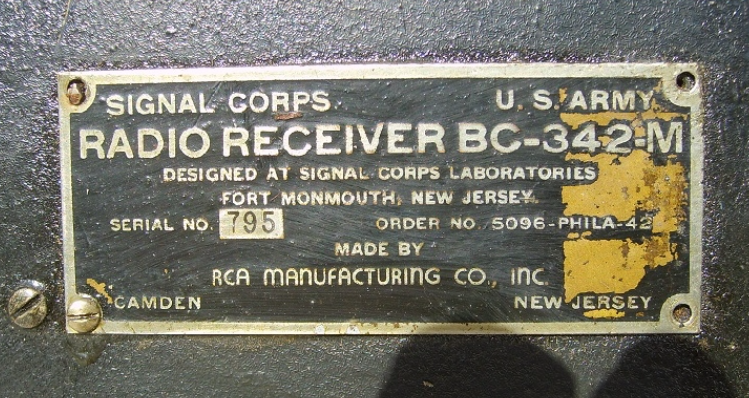 SIGNAL CORPS. U. S. ARMY.
RADIO RECEIVER BC-342-M
DESIGNED AT SIGNAL CORPS LABORATORIES
FORT MONMOUTH, NEW JERSEY.
SERIAL NO. 795 ORDER NO. 5096-PHILA-42
MADE BY
RCA MANUFACTURING CO., INC.
CAMDEN NEW JERSEY